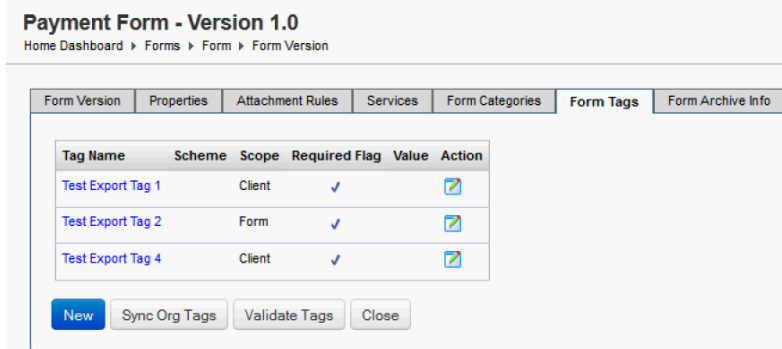 Payment Form - Version 1.0
Home Dashboard Forms Form Form Version
Form Version Properties Attachment Rules Services Form Categories Form Tags Form Archive Info
Tag Name Scheme Scope Required Flag Value Action
Test Export Tag 1 Client
Test Export Tag 2 Form
Test Export Tag 4 Client
New Sync Org Tags Validate Tags Close